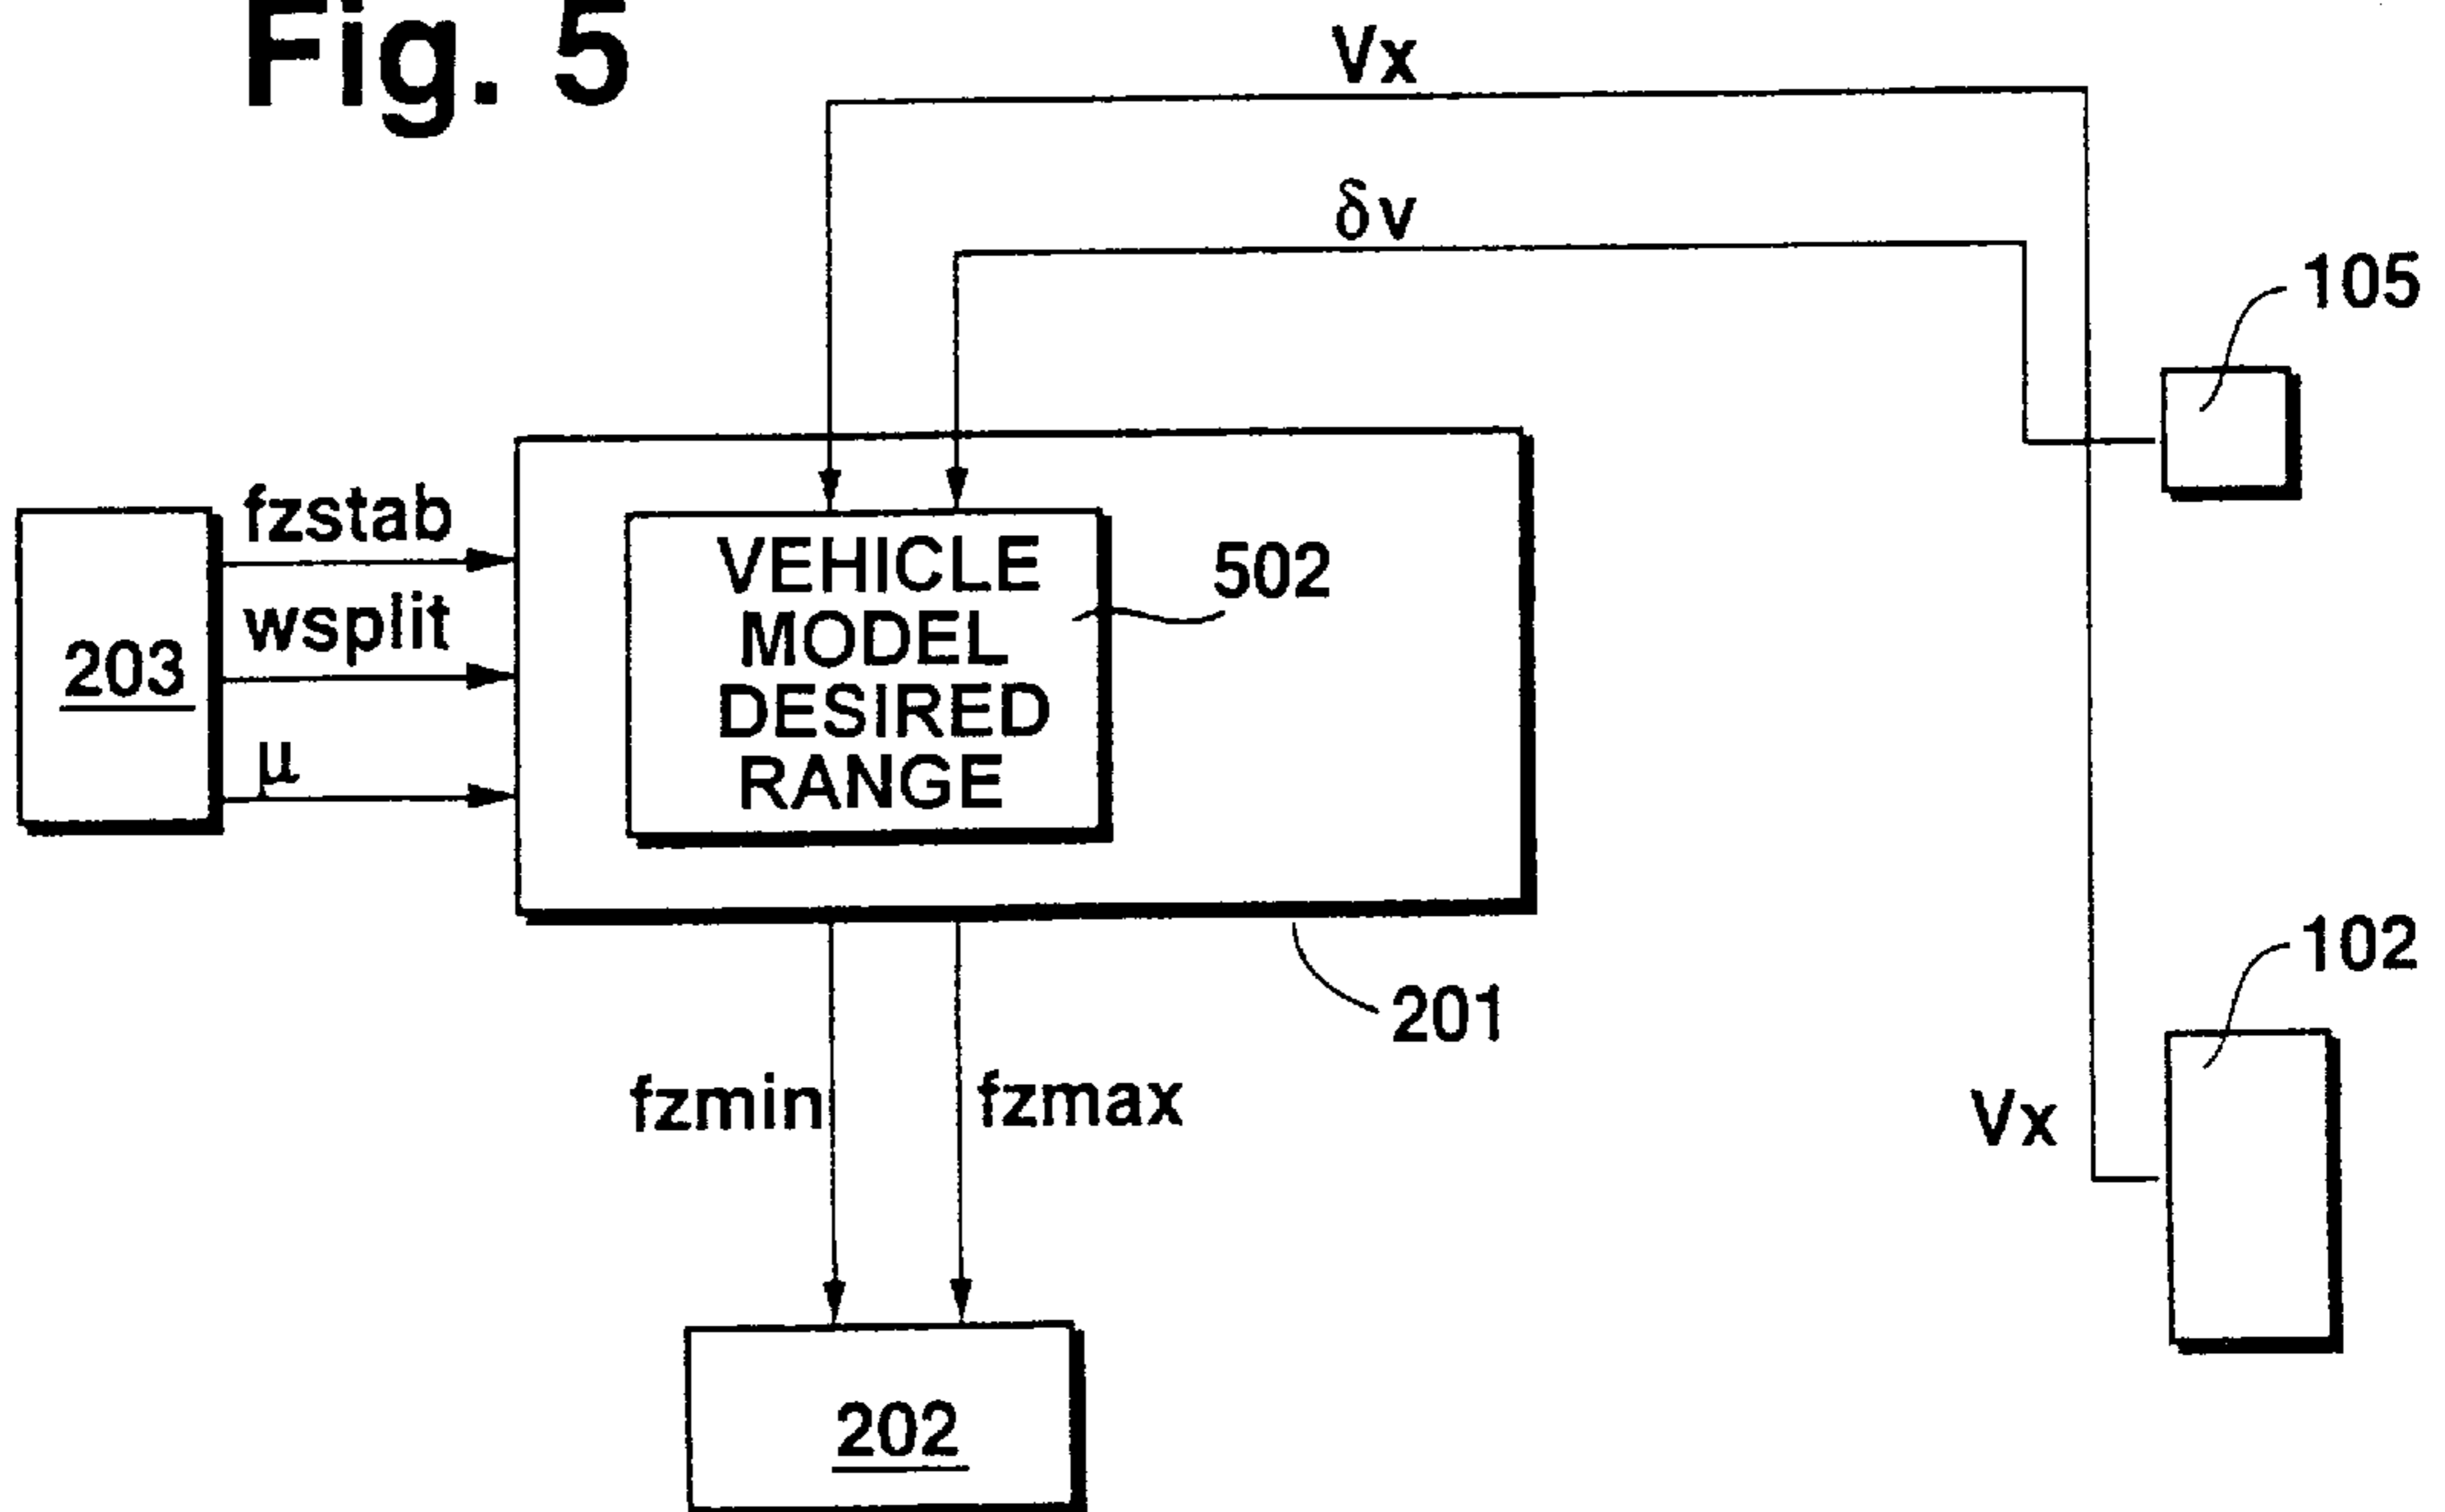 Fig. 5
Vx
δv
105
fzstab
wsplit
μ
203
VEHICLE
MODEL
DESIRED
RANGE
502
201
102
fzmin
fzmax
Vx
202